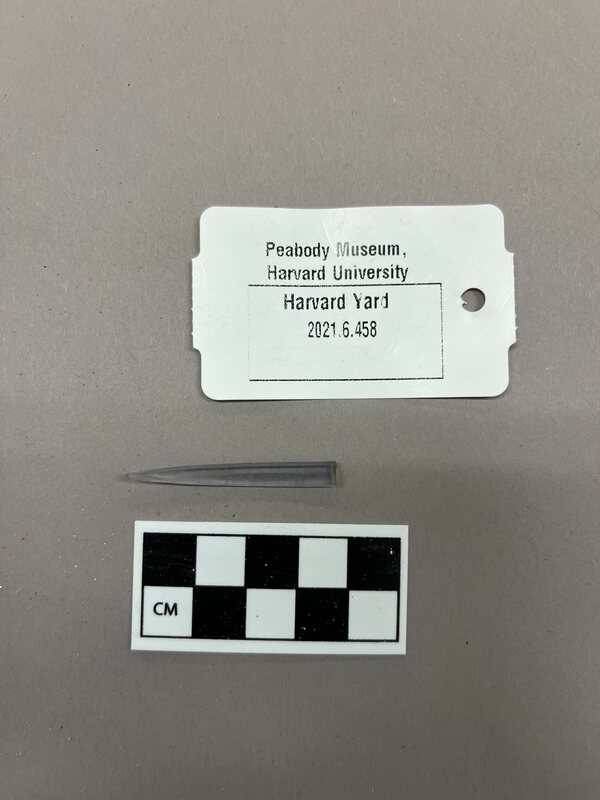 Peabody Museum,
Harvard University
Harvard Yard
2021.6.458
CM